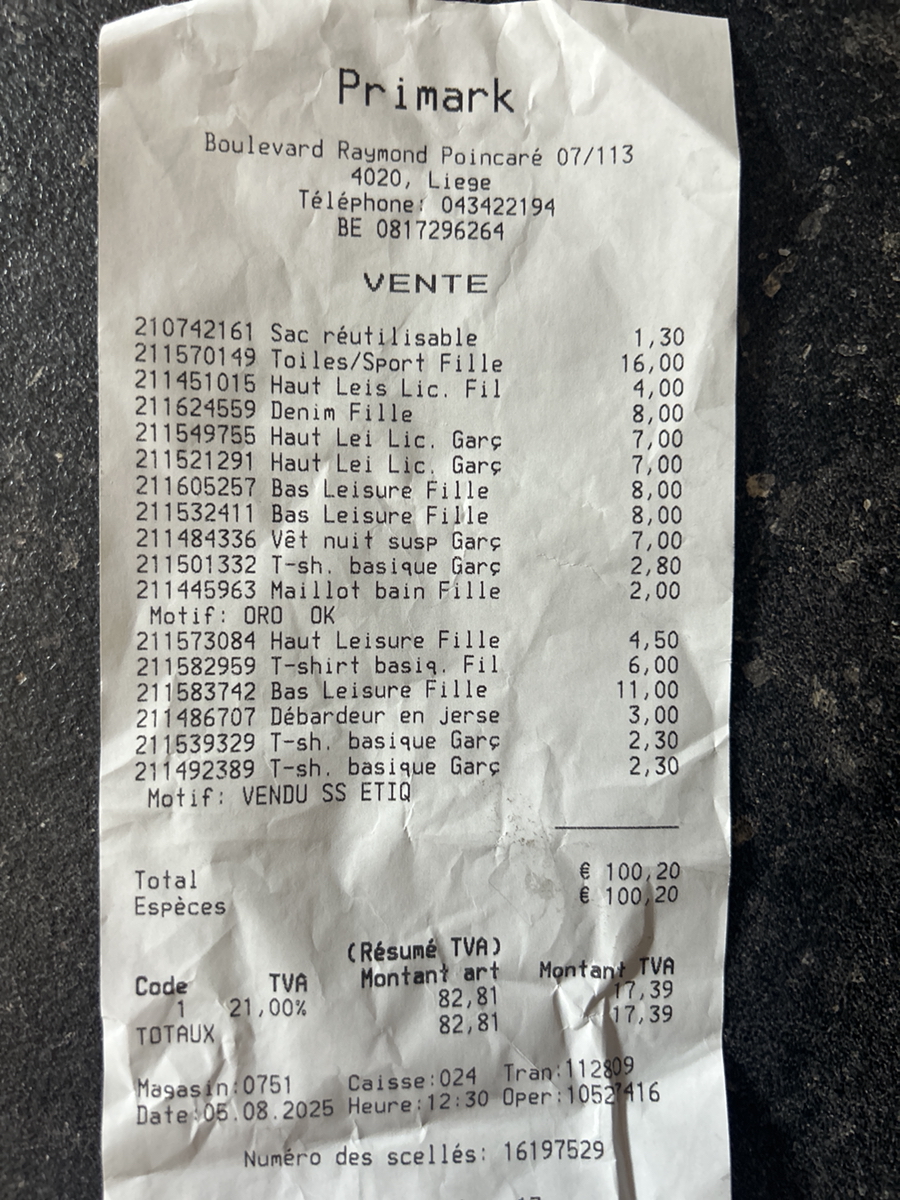 Primark
Boulevard Raymond Poincaré 07/113
4020, Liege
Téléphone: 043422194
BE 0817296264
VENTE
210742161 Sac réutilisable 1,30
211570149 Toiles/Sport Fille 16,00
211451015 Haut Leis Lic. Fil 4,00
211624559 Denim Fille 8,00
211549755 Haut Lei Lic. Garç 7,00
211521291 Haut Lei Lic. Garç 7,00
211605257 Bas Leisure Fille 8,00
211532411 Bas Leisure Fille 8,00
211484336 Vêt nuit susp Garç 7,00
211501332 T-sh. basique Garç 2,80
211445963 Maillot bain Fille 2,00
Motif: ORO OK
211573084 Haut Leisure Fille 4,50
211582959 T-shirt basiq. Fil 6,00
211583742 Bas Leisure Fille 11,00
211486707 Débardeur en jerse 3,00
211539329 T-sh. basique Garç 2,30
211492389 T-sh. basique Garç 2,30
Motif: VENDU SS ETIQ
Total € 100,20
Espèces € 100,20
(Résumé TVA)
Code TVA Montant art Montant TVA
1 21,00% 82,81 17,39
TOTAUX 82,81 17,39
Magasin:0751 Caisse:024 Tran:112809
Date:05.08.2025 Heure:12:30 Oper:10527416
Numéro des scellés: 16197529